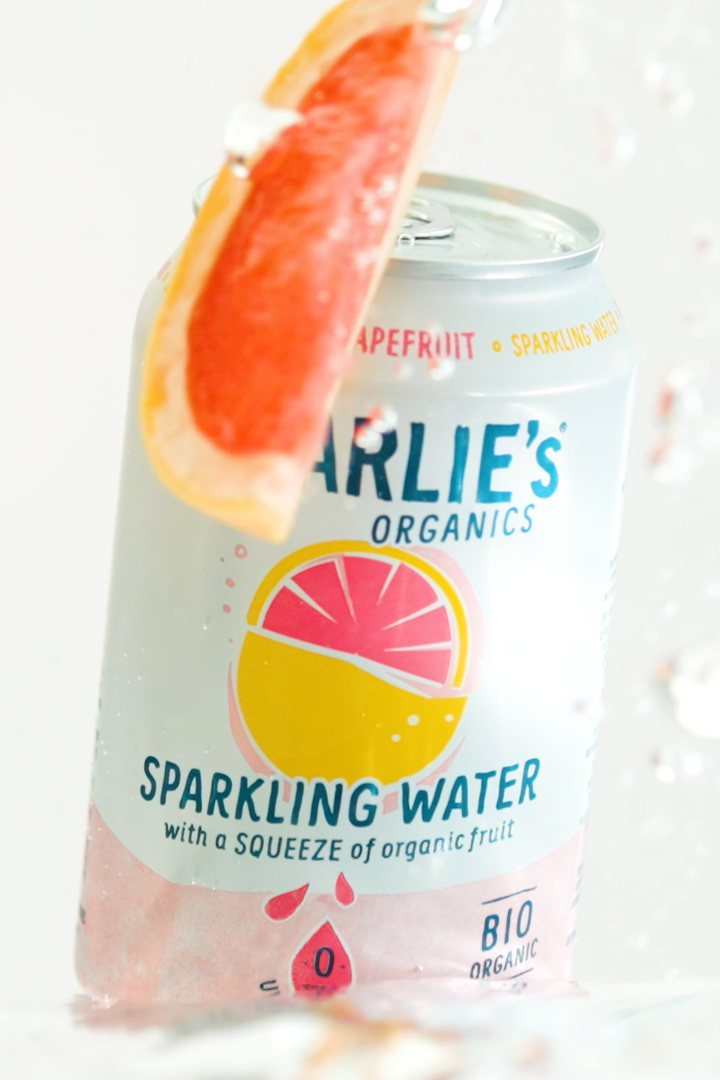 APEFRUIT o SPARKLING WATER
ARLIE'S®
ORGANICS
SPARKLING WATER
with a SQUEEZE of organic fruit
0
BIO
ORGANIC